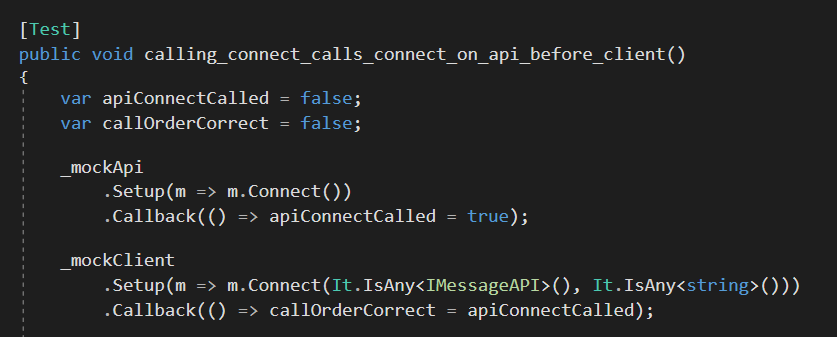 [Test]
public void calling_connect_calls_connect_on_api_before_client()
{
var apiConnectCalled = false;
var callOrderCorrect = false;
_mockApi
.Setup(m => m.Connect())
.Callback(() => apiConnectCalled = true);
_mockClient
.Setup(m => m.Connect(It.IsAny<IMessageAPI>(), It.IsAny<string>()))
.Callback(() => callOrderCorrect = apiConnectCalled);